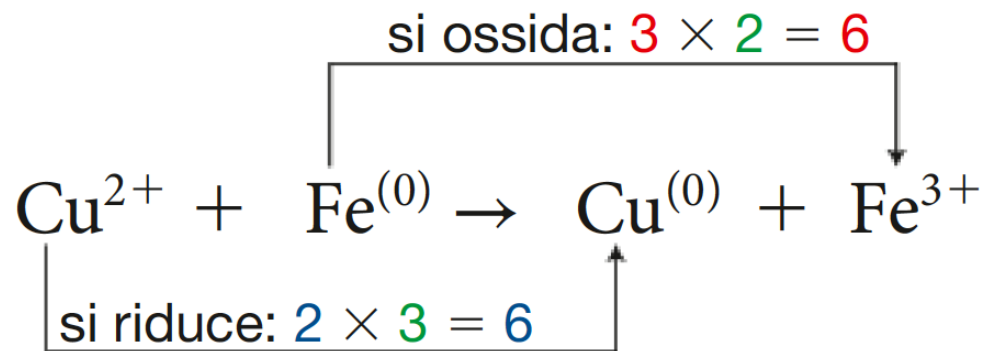 si ossida: 3 × 2 = 6
Cu²⁺ + Fe⁽⁰⁾ → Cu⁽⁰⁾ + Fe³⁺
si riduce: 2 × 3 = 6